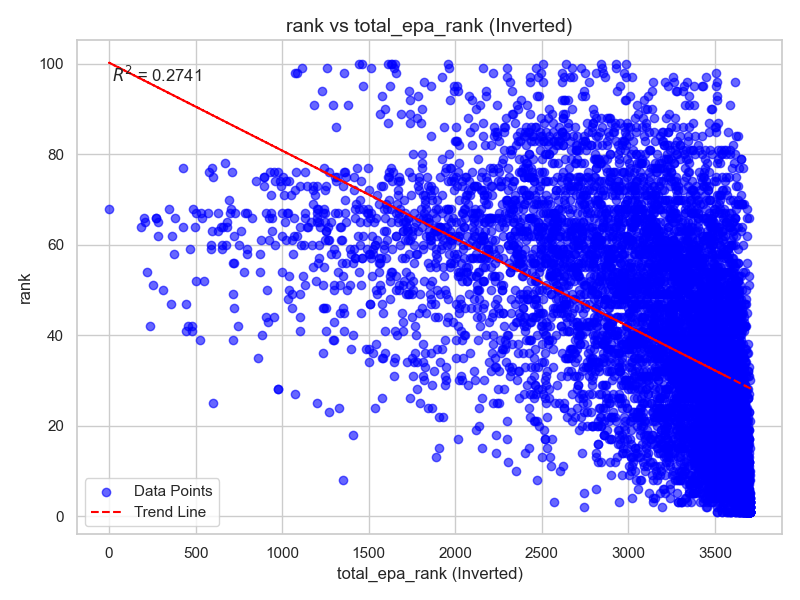 rank vs total_epa_rank (Inverted)
R² = 0.2741
100
80
60
40
20
0
rank
Data Points
Trend Line
0 500 1000 1500 2000 2500 3000 3500
total_epa_rank (Inverted)